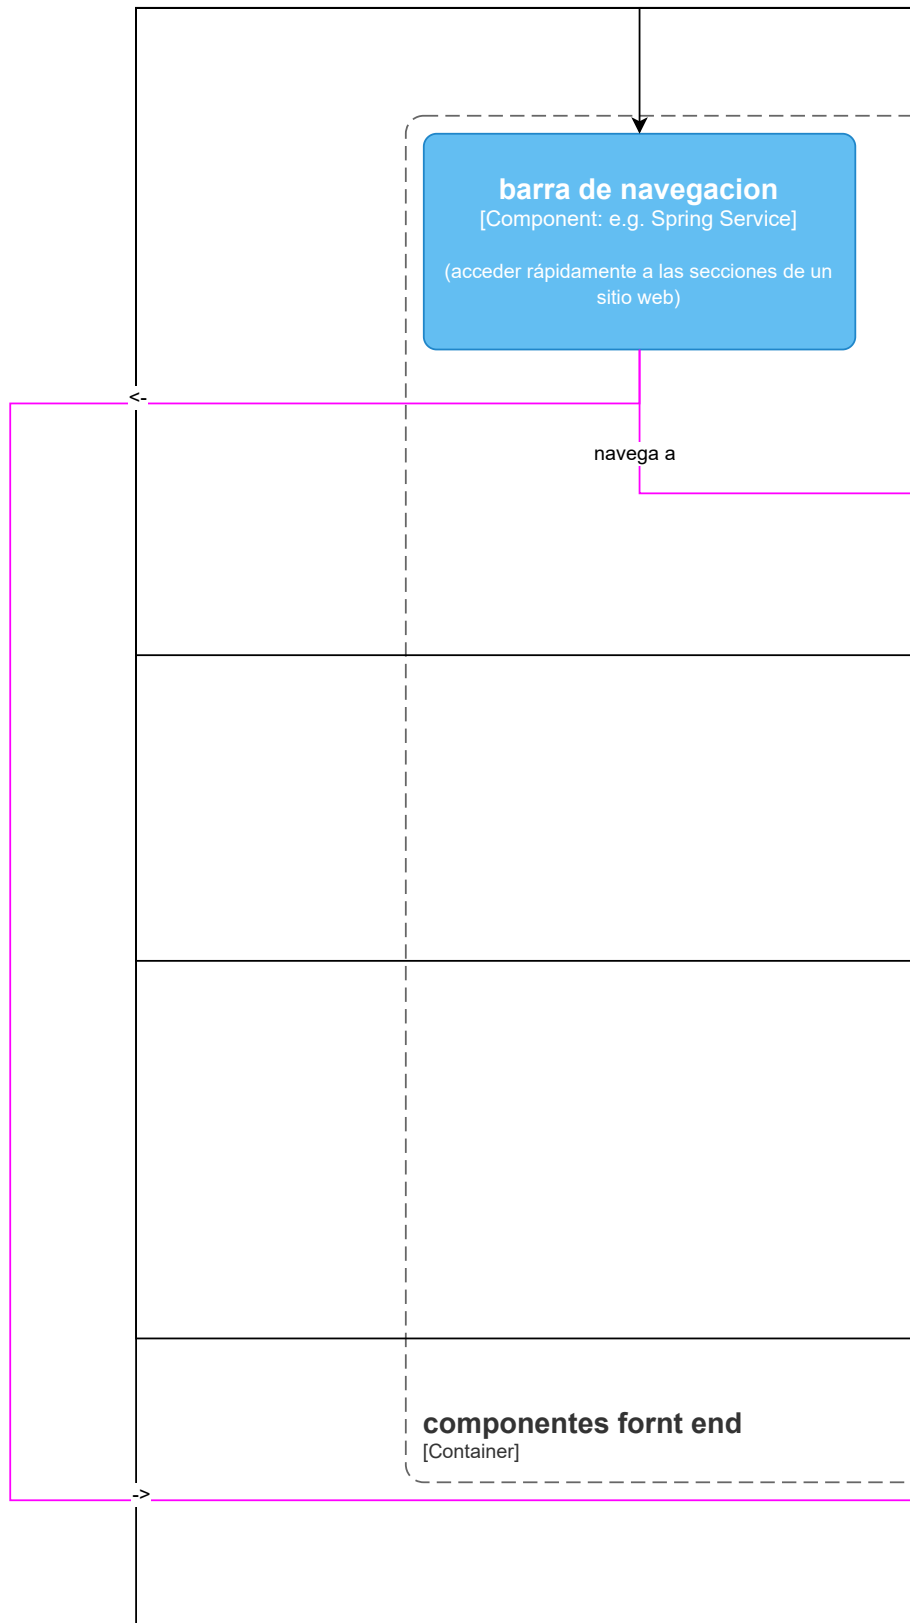 barra de navegacion
[Component: e.g. Spring Service]
(acceder rápidamente a las secciones de un
sitio web)
<-
navega a
componentes fornt end
[Container]
->